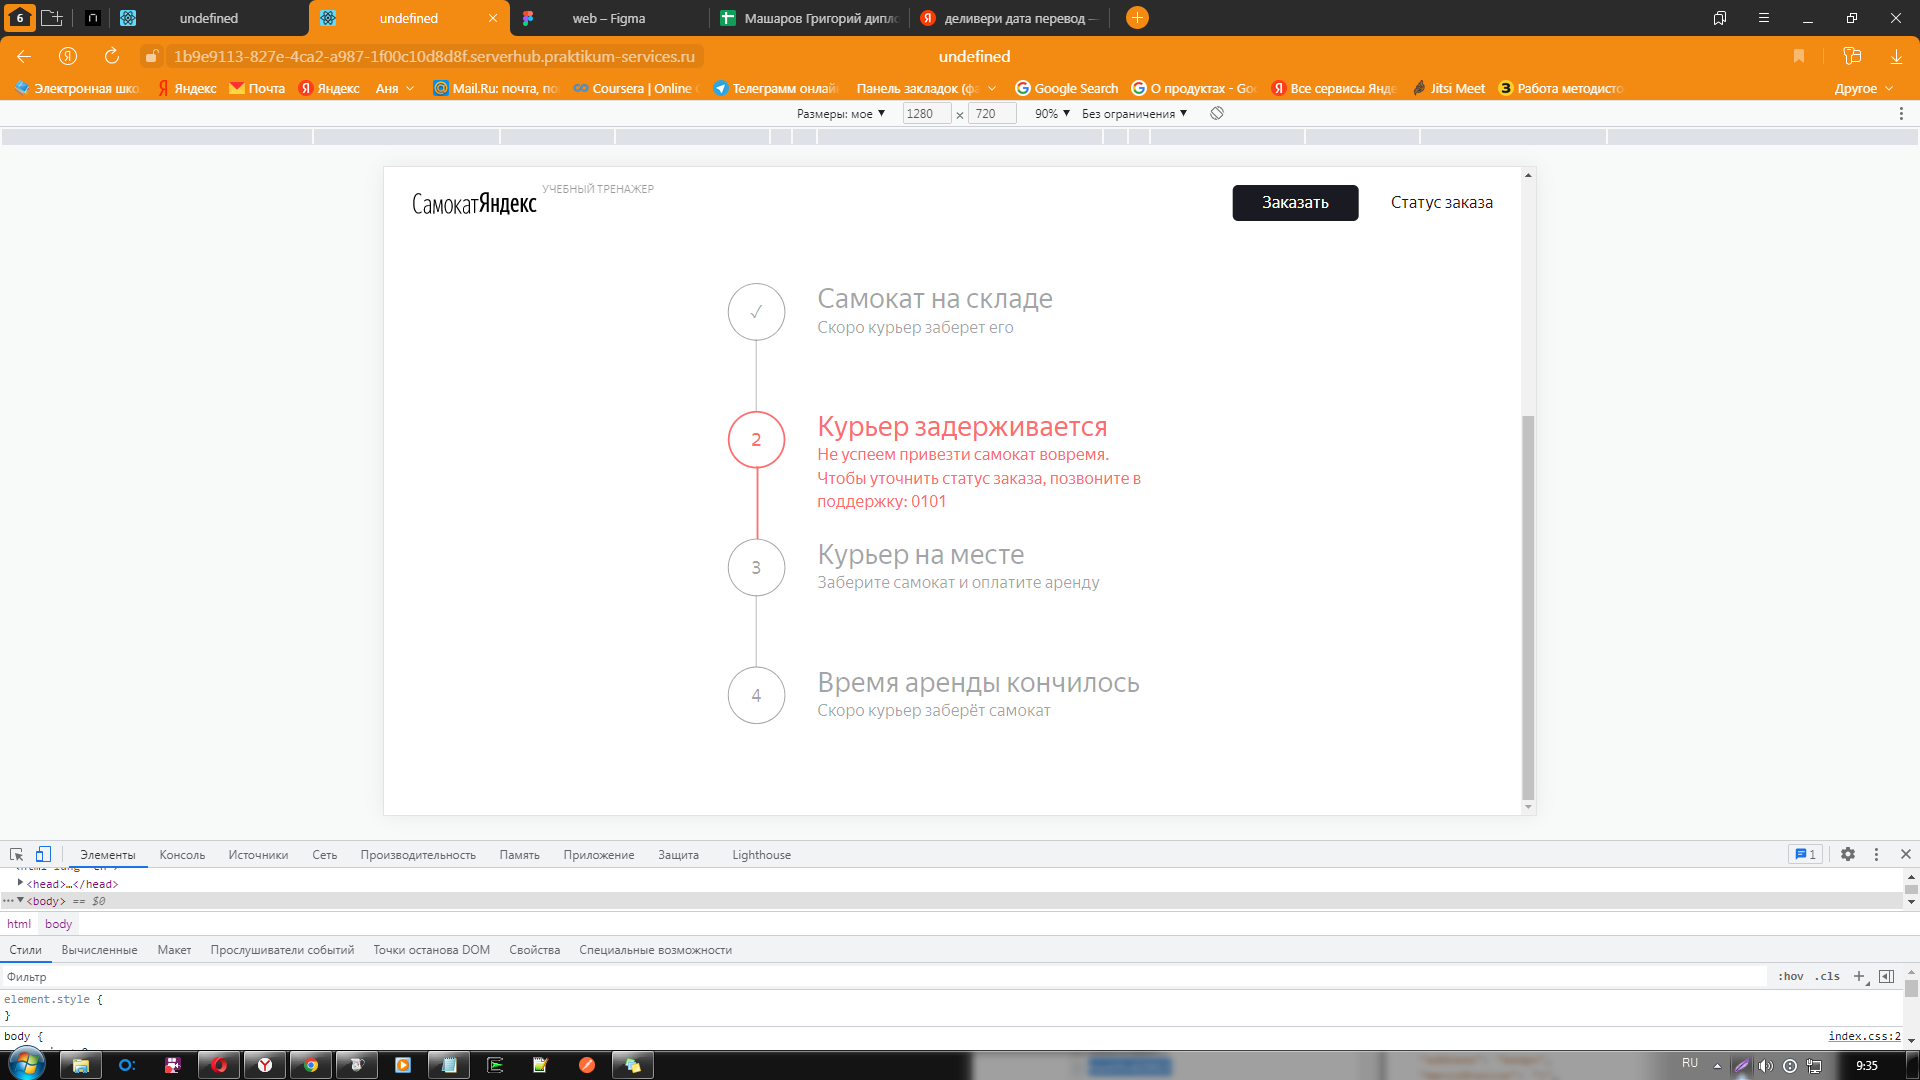 6
undefined
undefined
web – Figma
Машаров Григорий дипло
деливери дата перевод —
1b9e9113-827e-4ca2-a987-1f00c10d8d8f.serverhub.praktikum-services.ru
undefined
Электронная шко
Яндекс
Почта
Яндекс
Аня
Mail.Ru: почта, по
Coursera | Online
Телеграмм онлай
Панель закладок (фа
Google Search
О продуктах - Goo
Все сервисы Янде
Jitsi Meet
Работа методисто
Другое
Размеры: мое ▼ 1280 × 720 90% ▼ Без ограничения ▼
СамокатЯндекс
УЧЕБНЫЙ ТРЕНАЖЕР
Заказать
Статус заказа
✓
Самокат на складе
Скоро курьер заберет его
2
Курьер задерживается
Не успеем привезти самокат вовремя.
Чтобы уточнить статус заказа, позвоните в
поддержку: 0101
3
Курьер на месте
Заберите самокат и оплатите аренду
4
Время аренды кончилось
Скоро курьер заберёт самокат
Элементы Консоль Источники Сеть Производительность Память Приложение Защита Lighthouse
1
<head>…</head>
<body> == $0
html body
Стили Вычисленные Макет Прослушиватели событий Точки останова DOM Свойства Специальные возможности
Фильтр
:hov .cls
element.style {
}
body {
index.css:2
RU
9:35